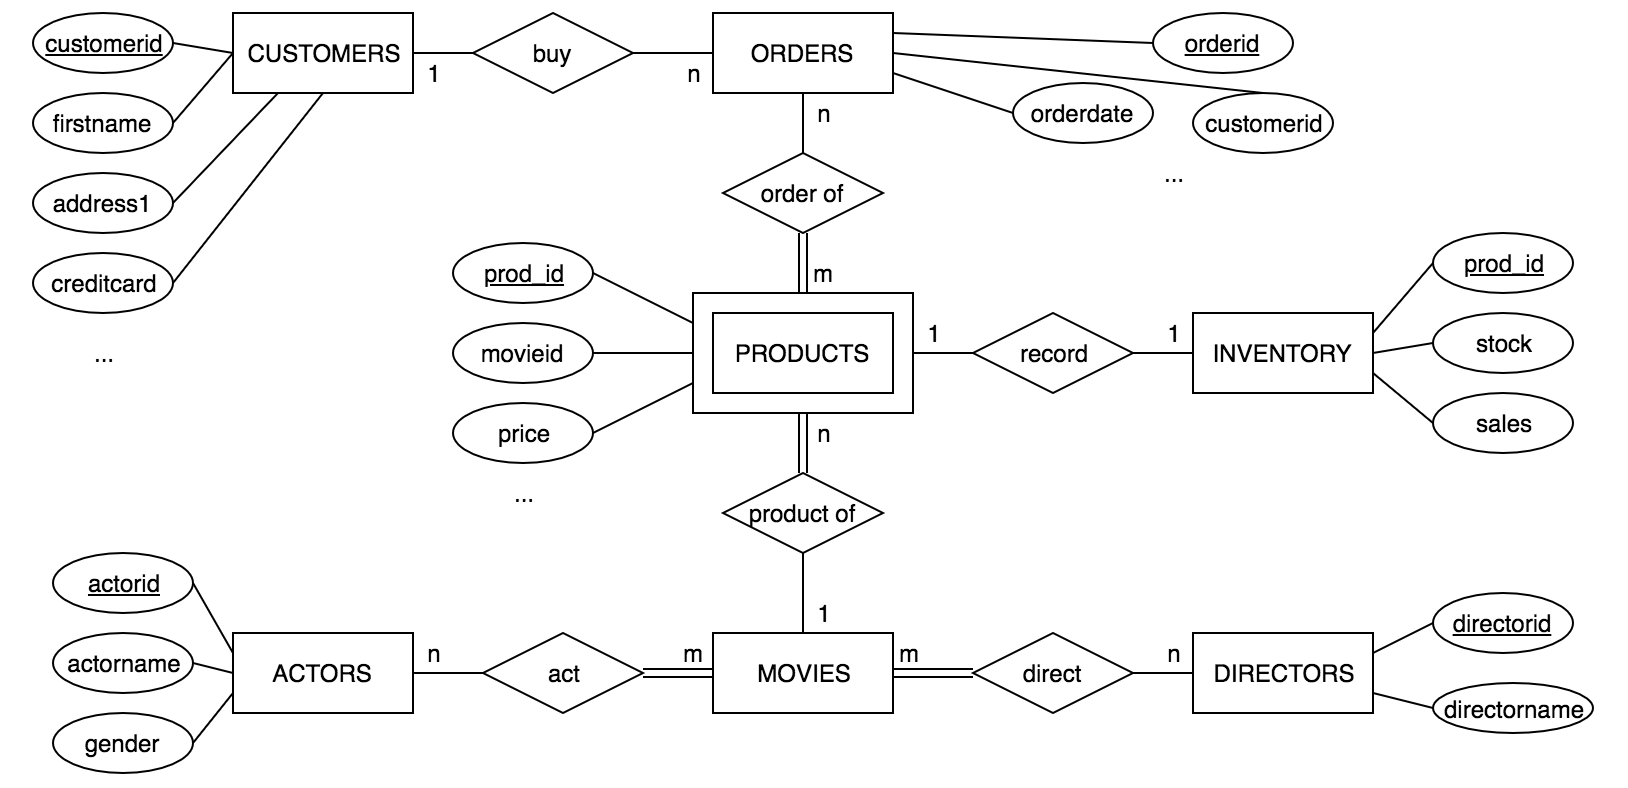 customerid
CUSTOMERS
1
buy
n
ORDERS
orderid
firstname
n
orderdate
customerid
...
address1
order of
creditcard
prod_id
m
prod_id
...
movieid
PRODUCTS
1
record
1
INVENTORY
stock
price
n
sales
...
product of
actorid
1
directorid
actorname
ACTORS
n
act
m
MOVIES
m
direct
n
DIRECTORS
directorname
gender